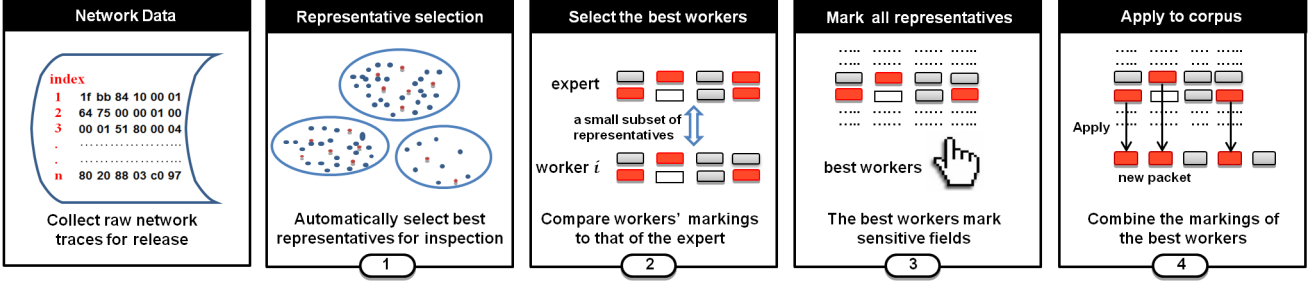 Network Data
index
1 1f bb 84 10 00 01
2 64 75 00 00 01 00
3 00 01 51 80 00 04
. ......................
. ......................
n 80 20 88 03 c0 97
Collect raw network
traces for release
Representative selection
Automatically select best
representatives for inspection
1
Select the best workers
expert
a small subset of
representatives
worker i
Compare workers' markings
to that of the expert
2
Mark all representatives
best workers
The best workers mark
sensitive fields
3
Apply to corpus
Apply
new packet
Combine the markings of
the best workers
4